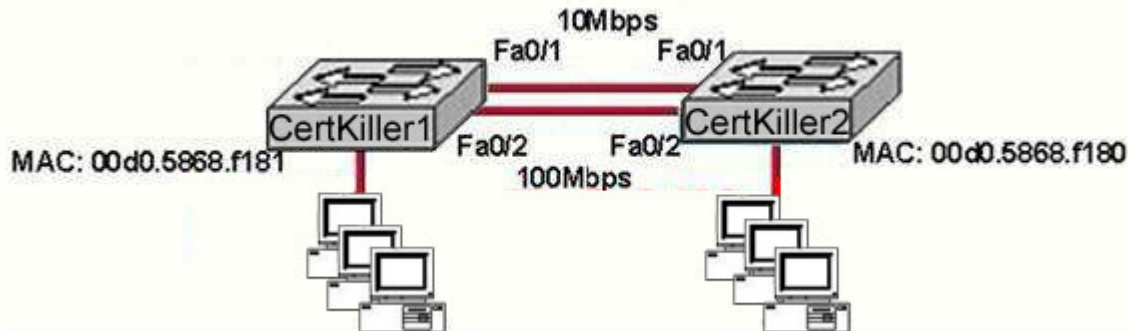 10Mbps
Fa0/1 Fa0/1
CertKiller1 CertKiller2
MAC: 00d0.5868.f181 Fa0/2 Fa0/2 MAC: 00d0.5868.f180
100Mbps